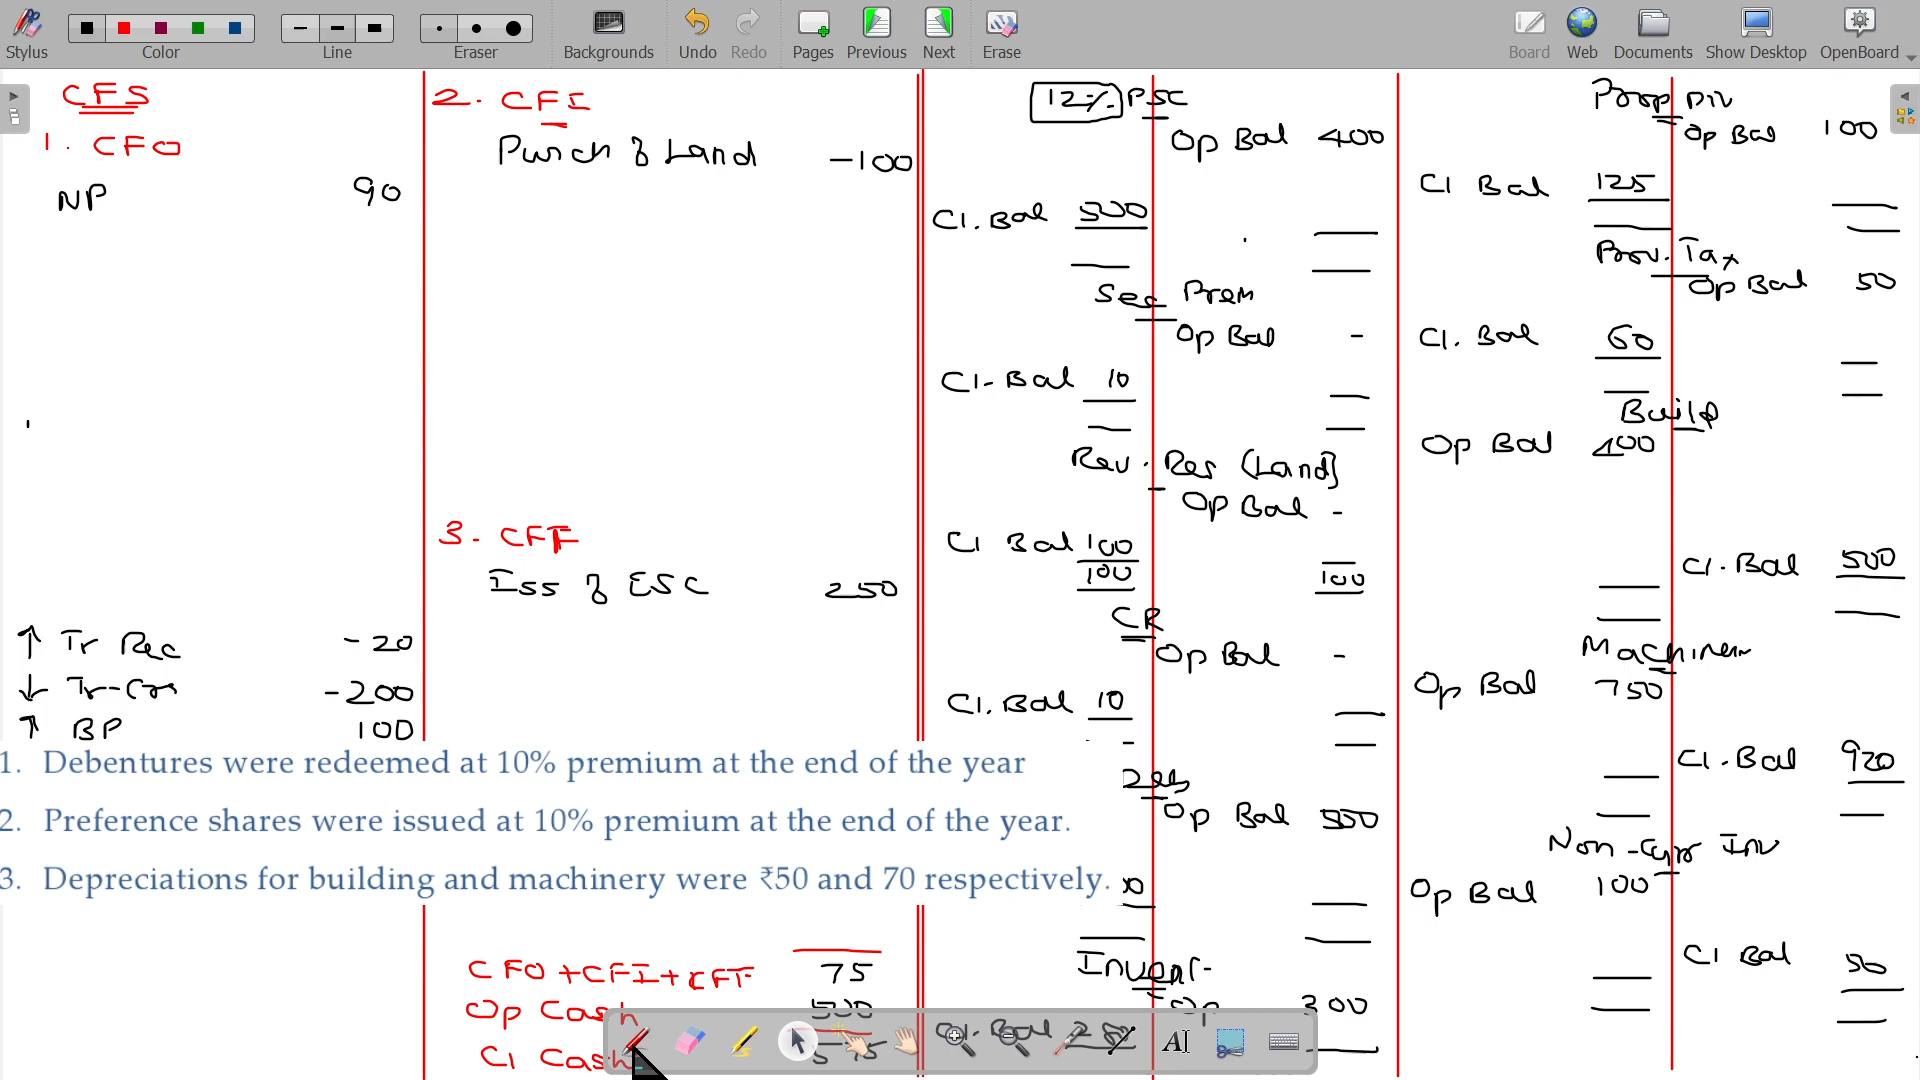 Stylus
Color
Line
Eraser
Backgrounds
Undo
Redo
Pages
Previous
Next
Erase
Board
Web
Documents
Show Desktop
OpenBoard
CFS
1. CFO
NP 90
↑ Tr Rec -20
↓ Tr-Crs -200
↑ BP 100
2. CFI
Purch of Land -100
3. CFF
Iss of ESC 250
1. Debentures were redeemed at 10% premium at the end of the year
2. Preference shares were issued at 10% premium at the end of the year.
3. Depreciations for building and machinery were ₹50 and 70 respectively.
CFO +CFI+ CFF 75
Op Cash 500
Cl Cash
12% PSC
Op Bal 400
Cl. Bal 500
Sec Prem
Op Bal -
Cl- Bal 10
Rev. Res (Land)
Op Bal -
Cl Bal 100
100 100
CR
Op Bal -
Cl. Bal 10
Op Bal 500
Invent-
Op 300
Cl. Bal
Prop Div
Op Bal 100
Cl Bal 125
Prov. Tax
Op Bal 50
Cl. Bal 60
Build
Op Bal 400
Cl. Bal 500
Machinery
Op Bal 750
Cl. Bal 920
Non-Curr Inv
Op Bal 100
Cl Bal 50